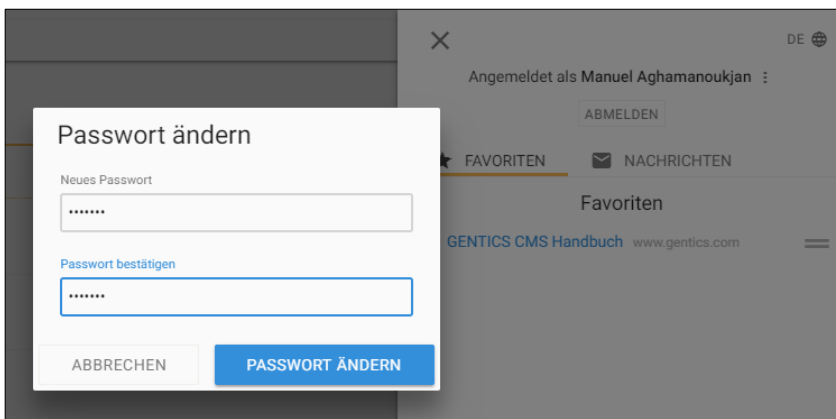 DE
Angemeldet als Manuel Aghamanoukjan
ABMELDEN
FAVORITEN NACHRICHTEN
Favoriten
GENTICS CMS Handbuch www.gentics.com
Passwort ändern
Neues Passwort
•••••••
Passwort bestätigen
•••••••
ABBRECHEN PASSWORT ÄNDERN